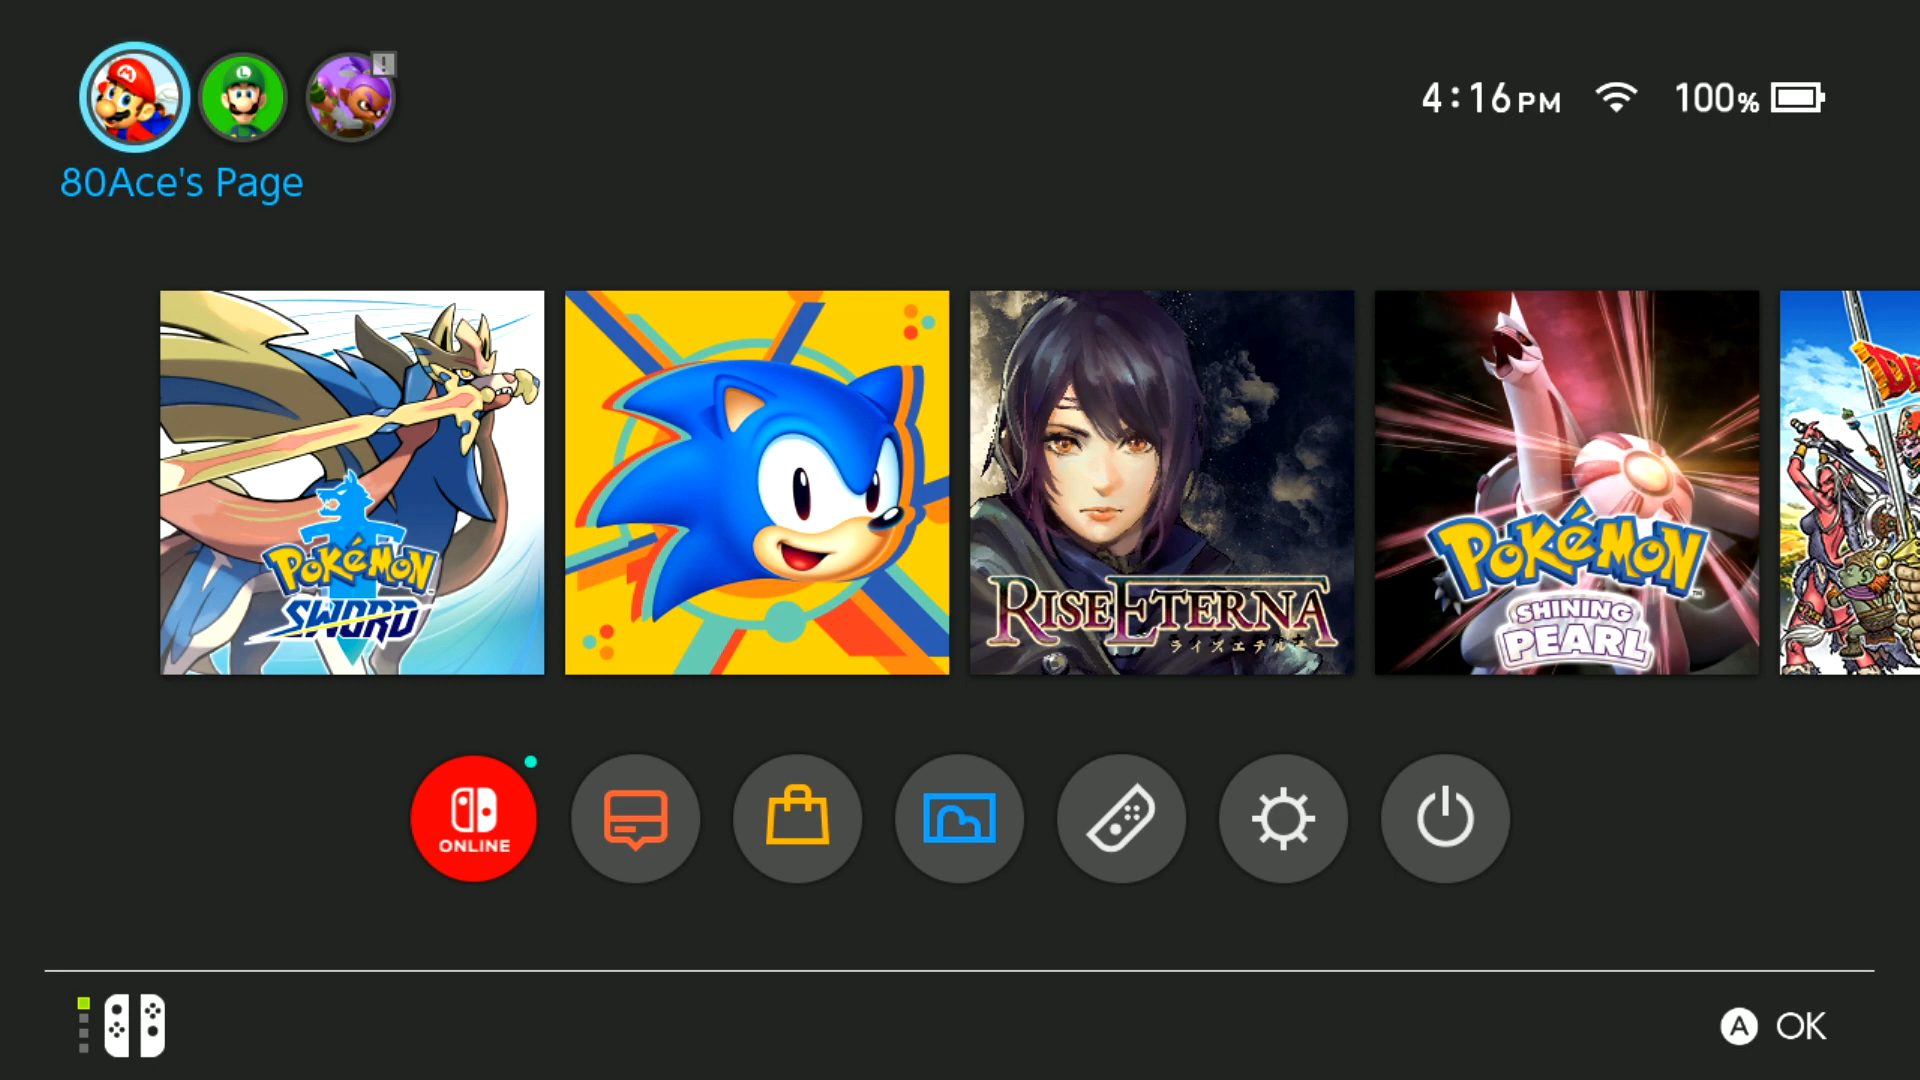 4:16 PM 100%
80Ace's Page
POKéMON
SWORD
RISE ETERNA
ライズエテルナ
POKéMON
SHINING
PEARL
ONLINE
A OK